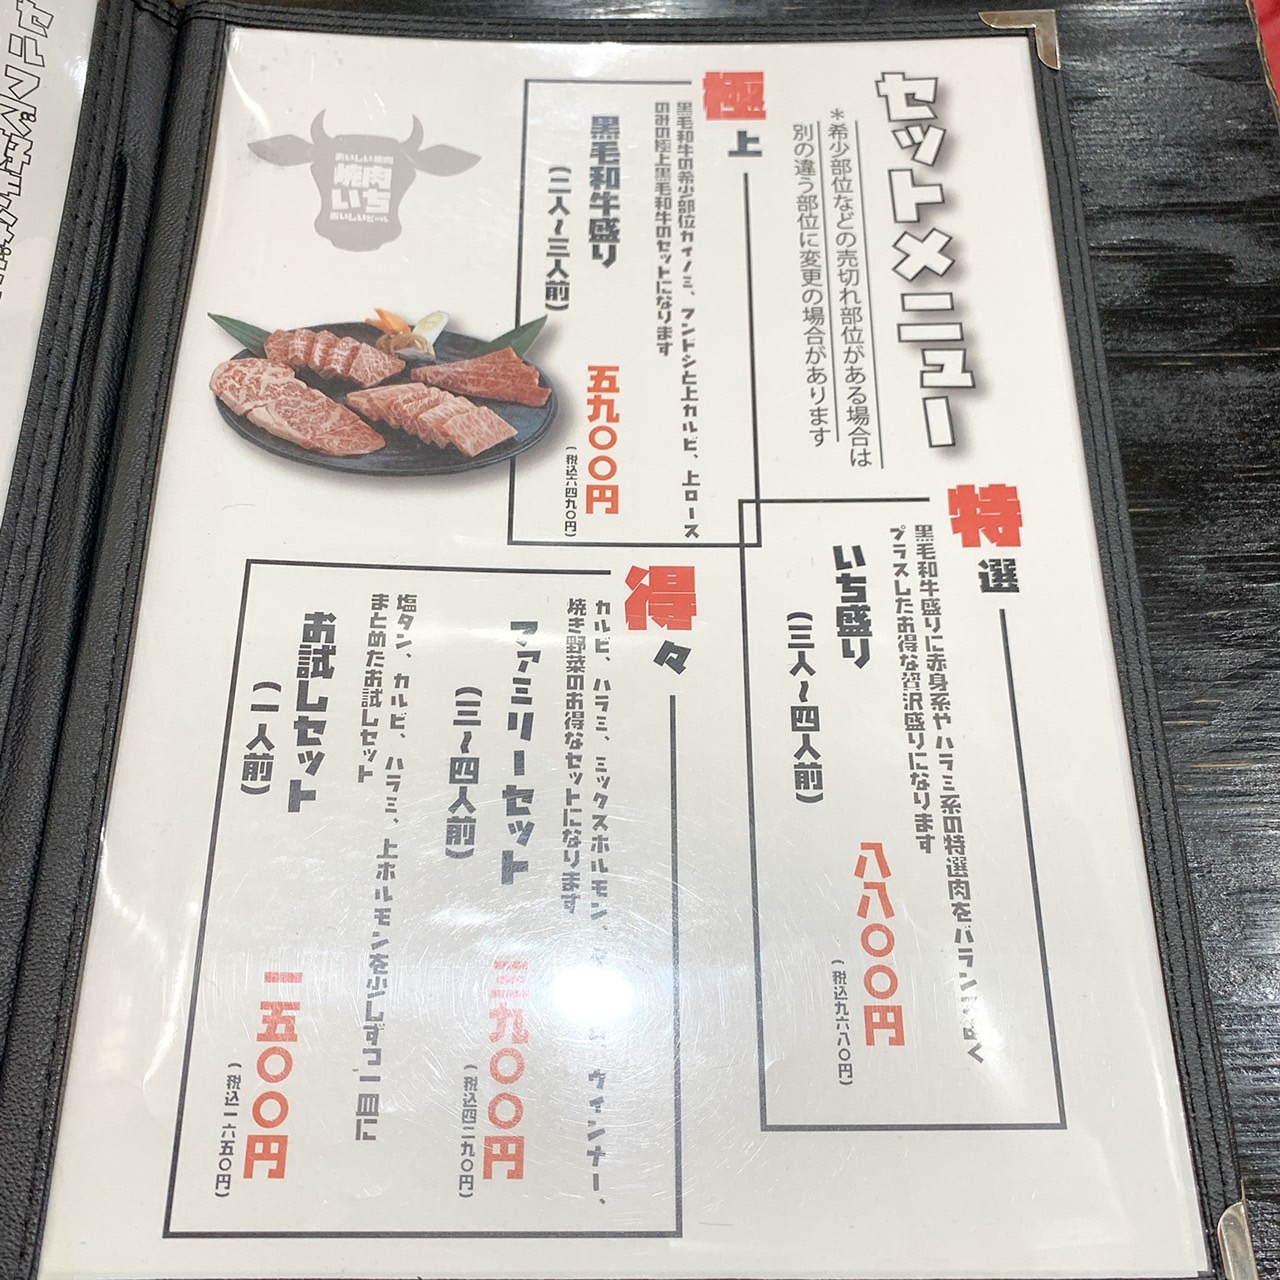 セットメニュー
＊希少部位などの売切れ部位がある場合は
別の違う部位に変更の場合があります
特選
黒毛和牛盛りに赤身系やハラミ系の特選肉をバランスよく
プラスしたお得な贅沢盛りになります
いち盛り
（三人〜四人前）
八八〇〇円
（税込九六八〇円）
極上
黒毛和牛の希少部位カイノミ、フンドシと上カルビ、上ロース
のみの極上黒毛和牛のセットになります
黒毛和牛盛り
（二人〜三人前）
五九〇〇円
（税込六四九〇円）
得々
カルビ、ハラミ、ミックスホルモン、ウィンナー、
焼き野菜のお得なセットになります
ファミリーセット
（三〜四人前）
三九〇〇円
（税込四二九〇円）
塩タン、カルビ、ハラミ、上ホルモンを少しずつ一皿に
まとめたお試しセット
お試しセット
（一人前）
一五〇〇円
（税込一六五〇円）
おいしい焼肉
焼肉
いち
おいしいビール